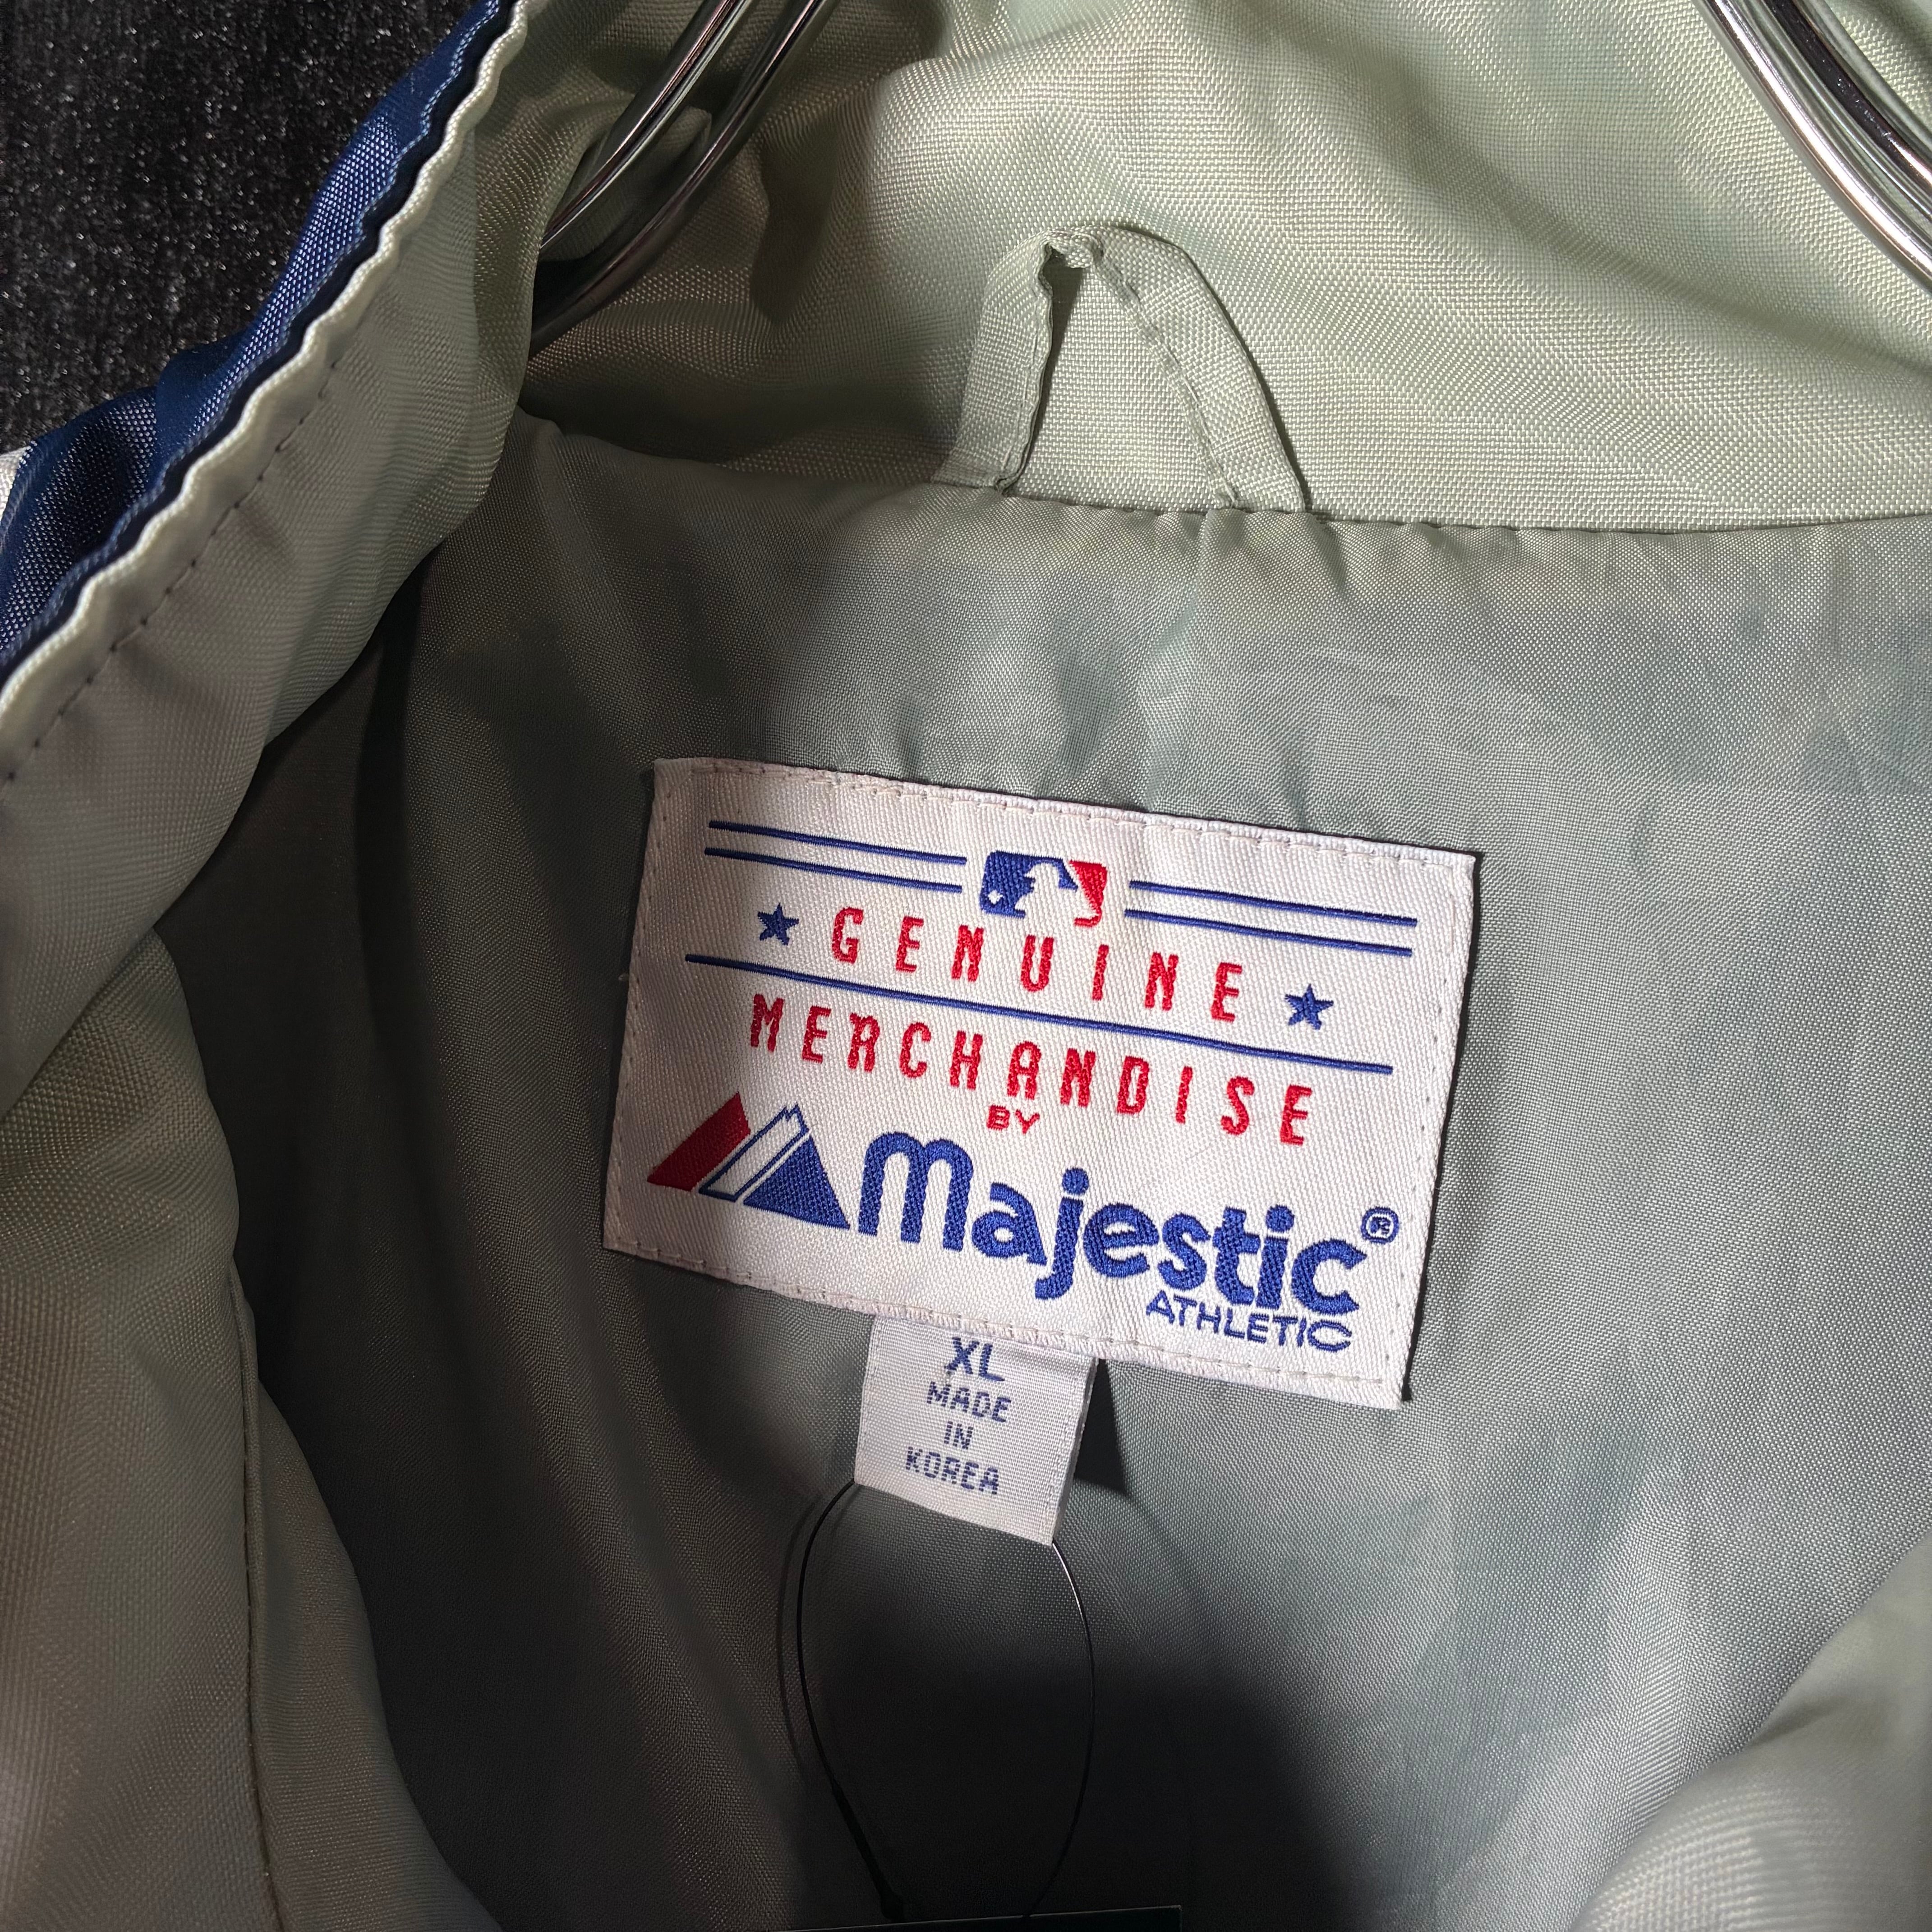 GENUINE
MERCHANDISE
BY
Majestic®
ATHLETIC
XL
MADE
IN
KOREA